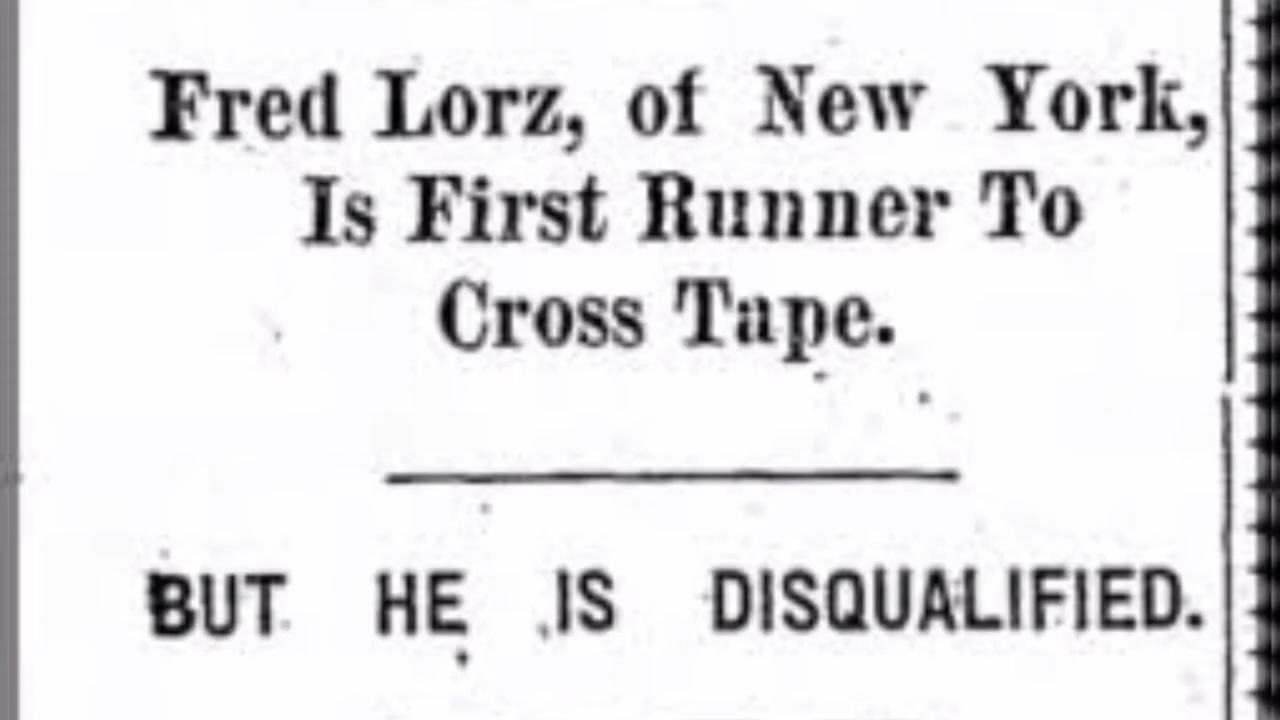 Fred Lorz, of New York,
Is First Runner To
Cross Tape.
BUT HE IS DISQUALIFIED.